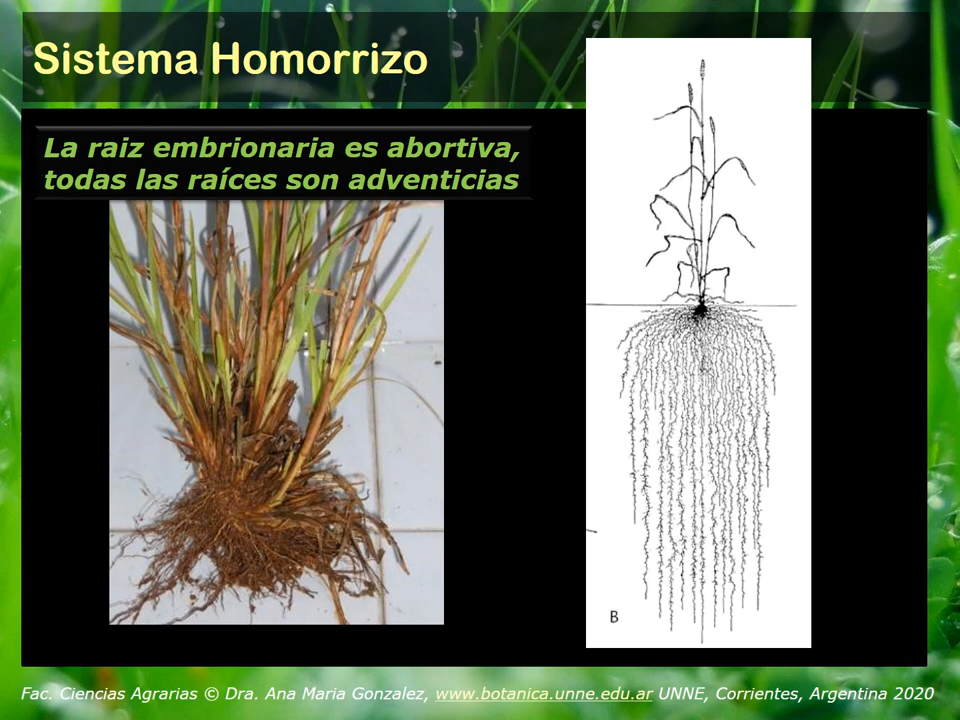 Sistema Homorrizo
La raiz embrionaria es abortiva,
todas las raíces son adventicias
B
Fac. Ciencias Agrarias © Dra. Ana Maria Gonzalez, www.botanica.unne.edu.ar UNNE, Corrientes, Argentina 2020